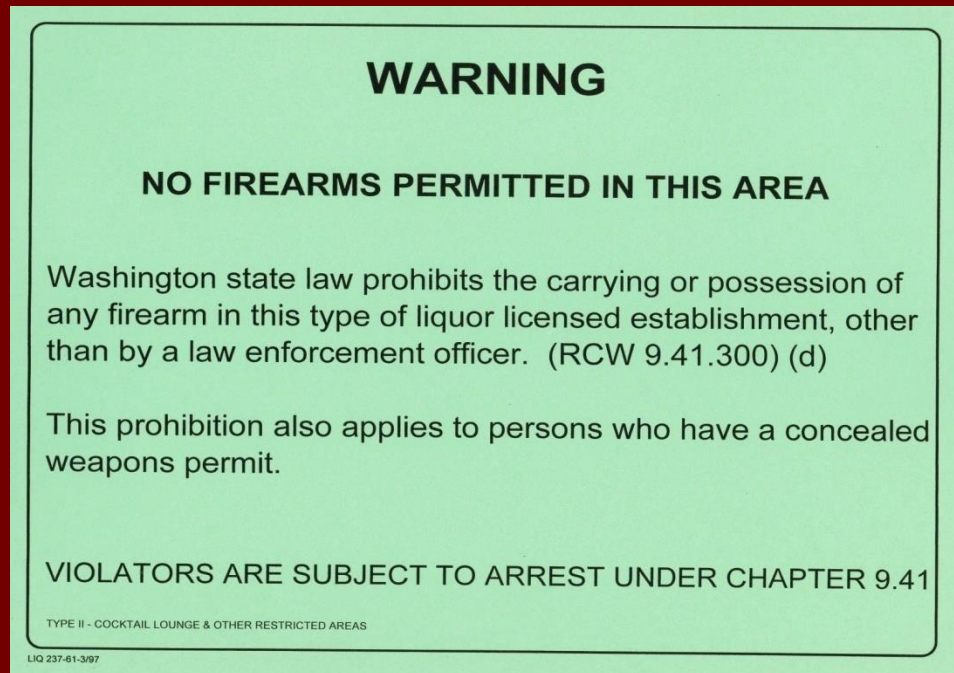 WARNING
NO FIREARMS PERMITTED IN THIS AREA
Washington state law prohibits the carrying or possession of
any firearm in this type of liquor licensed establishment, other
than by a law enforcement officer. (RCW 9.41.300) (d)
This prohibition also applies to persons who have a concealed
weapons permit.
VIOLATORS ARE SUBJECT TO ARREST UNDER CHAPTER 9.41
TYPE II - COCKTAIL LOUNGE & OTHER RESTRICTED AREAS
LIQ 237-61-3/97